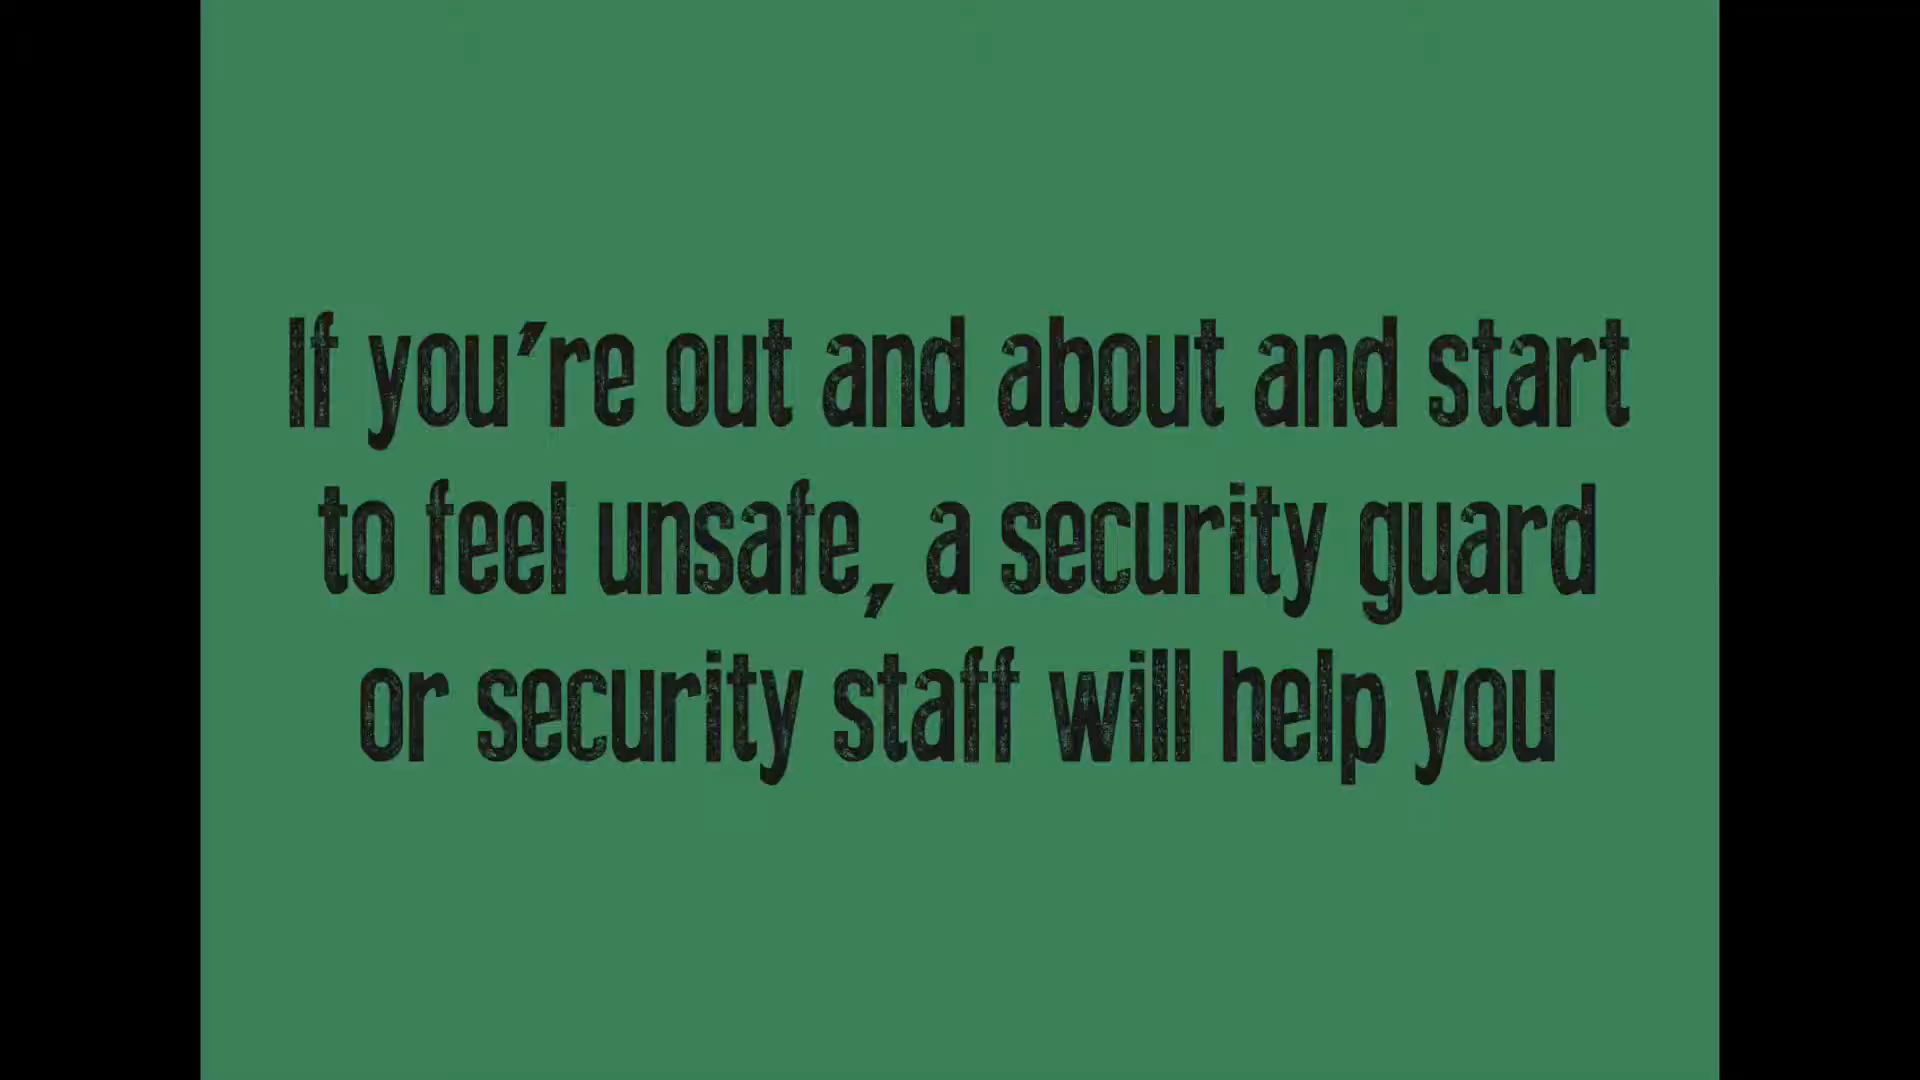 If you’re out and about and start
to feel unsafe, a security guard
or security staff will help you